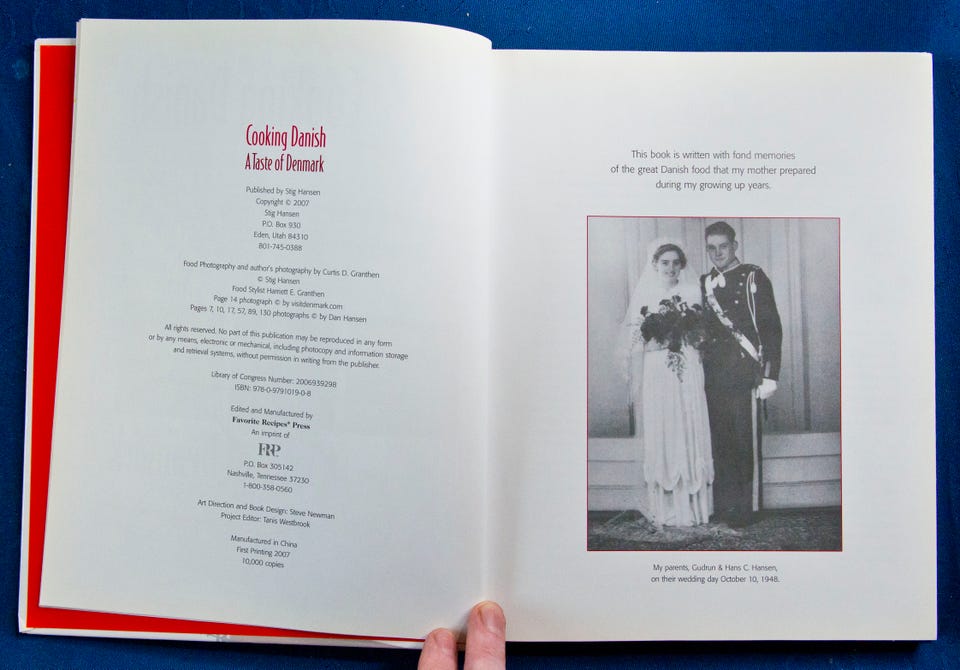 Cooking Danish
A Taste of Denmark
Published by Stig Hansen
Copyright © 2007
Stig Hansen
P.O. Box 930
Eden, Utah 84310
801-745-0388
Food Photography and author's photography by Curtis D. Granthen
© Stig Hansen
Food Stylist Harriett E. Granthen
Page 14 photograph © by visitdenmark.com
Pages 7, 10, 17, 57, 89, 130 photographs © by Dan Hansen
All rights reserved. No part of this publication may be reproduced in any form
or by any means, electronic or mechanical, including photocopy and information storage
and retrieval systems, without permission in writing from the publisher.
Library of Congress Number: 2006939298
ISBN: 978-0-9791019-0-8
Edited and Manufactured by
Favorite Recipes® Press
An imprint of
FRP
P.O. Box 305142
Nashville, Tennessee 37230
1-800-358-0560
Art Direction and Book Design: Steve Newman
Project Editor: Tanis Westbrook
Manufactured in China
First Printing 2007
10,000 copies
This book is written with fond memories
of the great Danish food that my mother prepared
during my growing up years.
My parents, Gudrun & Hans C. Hansen,
on their wedding day October 10, 1948.